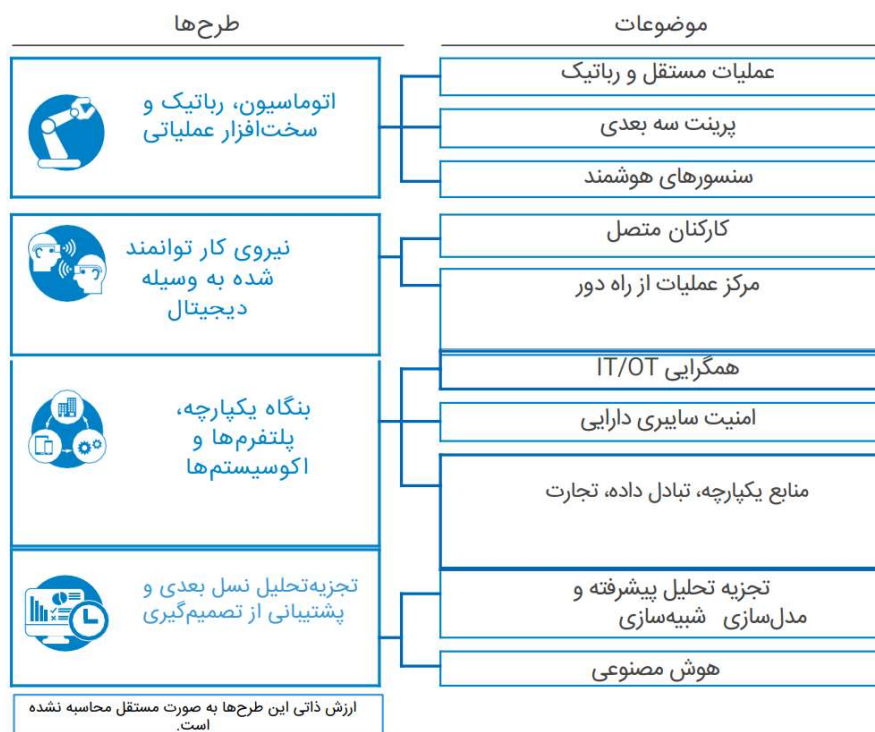 موضوعات
طرح‌ها
اتوماسیون، رباتیک و
سخت‌افزار عملیاتی
عملیات مستقل و رباتیک
پرینت سه بعدی
سنسورهای هوشمند
نیروی کار توانمند
شده به وسیله
دیجیتال
کارکنان متصل
مرکز عملیات از راه دور
بنگاه یکپارچه،
پلتفرم‌ها و
اکوسیستم‌ها
همگرایی IT/OT
امنیت سایبری دارایی
منابع یکپارچه، تبادل داده، تجارت
تجزیه‌تحلیل نسل بعدی و
پشتیبانی از تصمیم‌گیری
تجزیه تحلیل پیشرفته و
مدل‌سازی شبیه‌سازی
هوش مصنوعی
ارزش ذاتی این طرح‌ها به صورت مستقل محاسبه نشده
است.